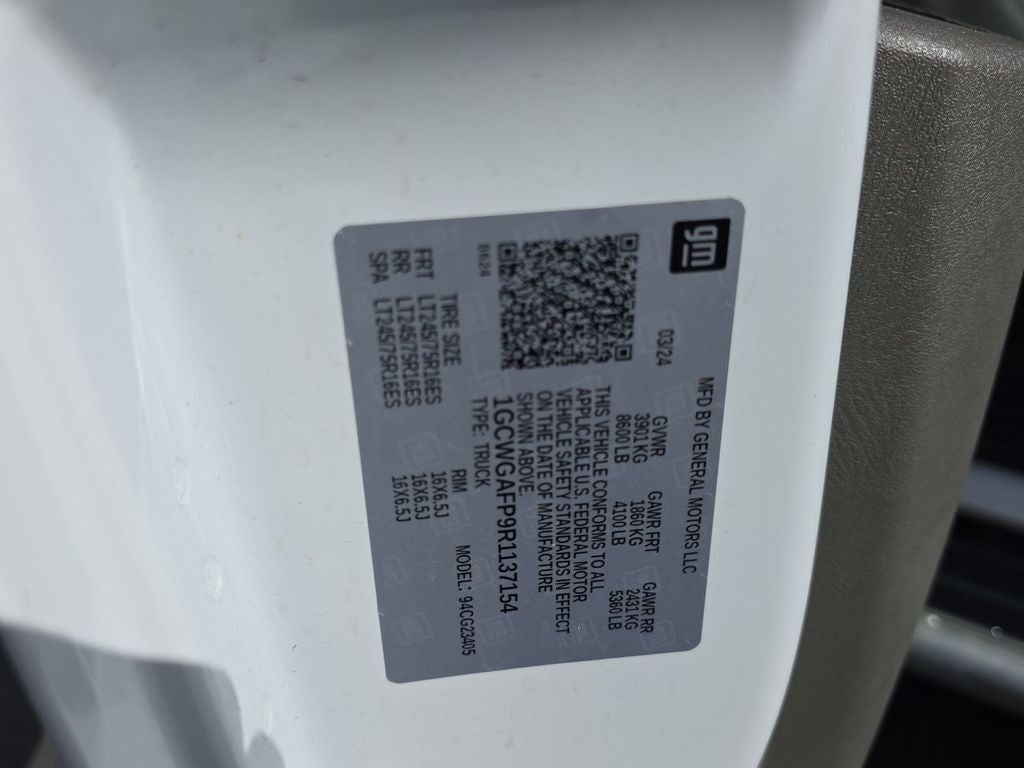 gm
MFD BY GENERAL MOTORS LLC
03/24
GVWR GAWR FRT GAWR RR
3901 KG 1860 KG 2431 KG
8600 LB 4100 LB 5360 LB
THIS VEHICLE CONFORMS TO ALL
APPLICABLE U.S. FEDERAL MOTOR
VEHICLE SAFETY STANDARDS IN EFFECT
ON THE DATE OF MANUFACTURE
SHOWN ABOVE.
1GCWGAFP9R1137154
8624
TYPE: TRUCK MODEL: 94CG23405
TIRE SIZE RIM
FRT LT245/75R16ES 16X6.5J
RR LT245/75R16ES 16X6.5J
SPA LT245/75R16ES 16X6.5J